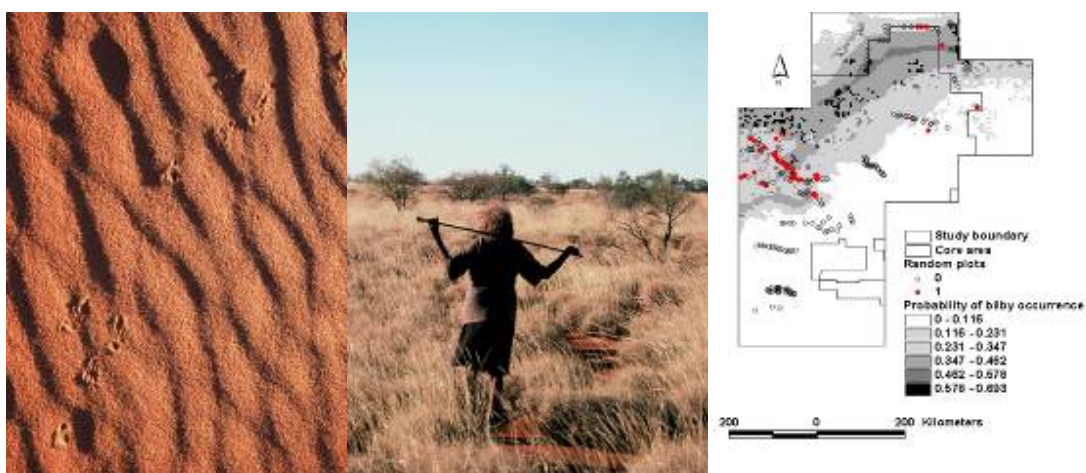 N
Study boundary
Core area
Random plots
0
1
Probability of bilby occurrence
0 - 0.116
0.116 - 0.231
0.231 - 0.347
0.347 - 0.462
0.462 - 0.578
0.578 - 0.693
200 0 200 Kilometers